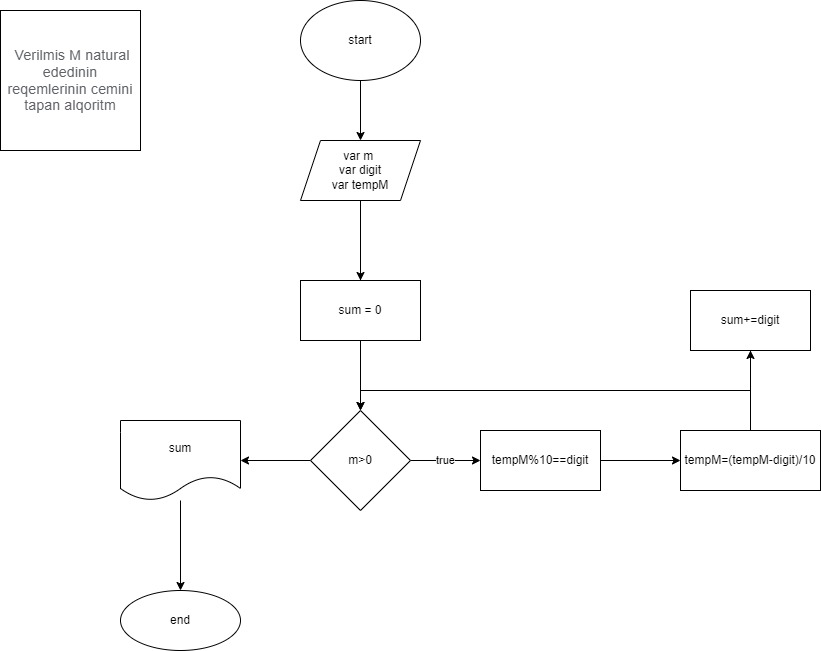 Verilmis M natural
ededinin
reqemlerinin cemini
tapan alqoritm
start
var m
var digit
var tempM
sum = 0
sum+=digit
sum
m>0
true
tempM%10==digit
tempM=(tempM-digit)/10
end